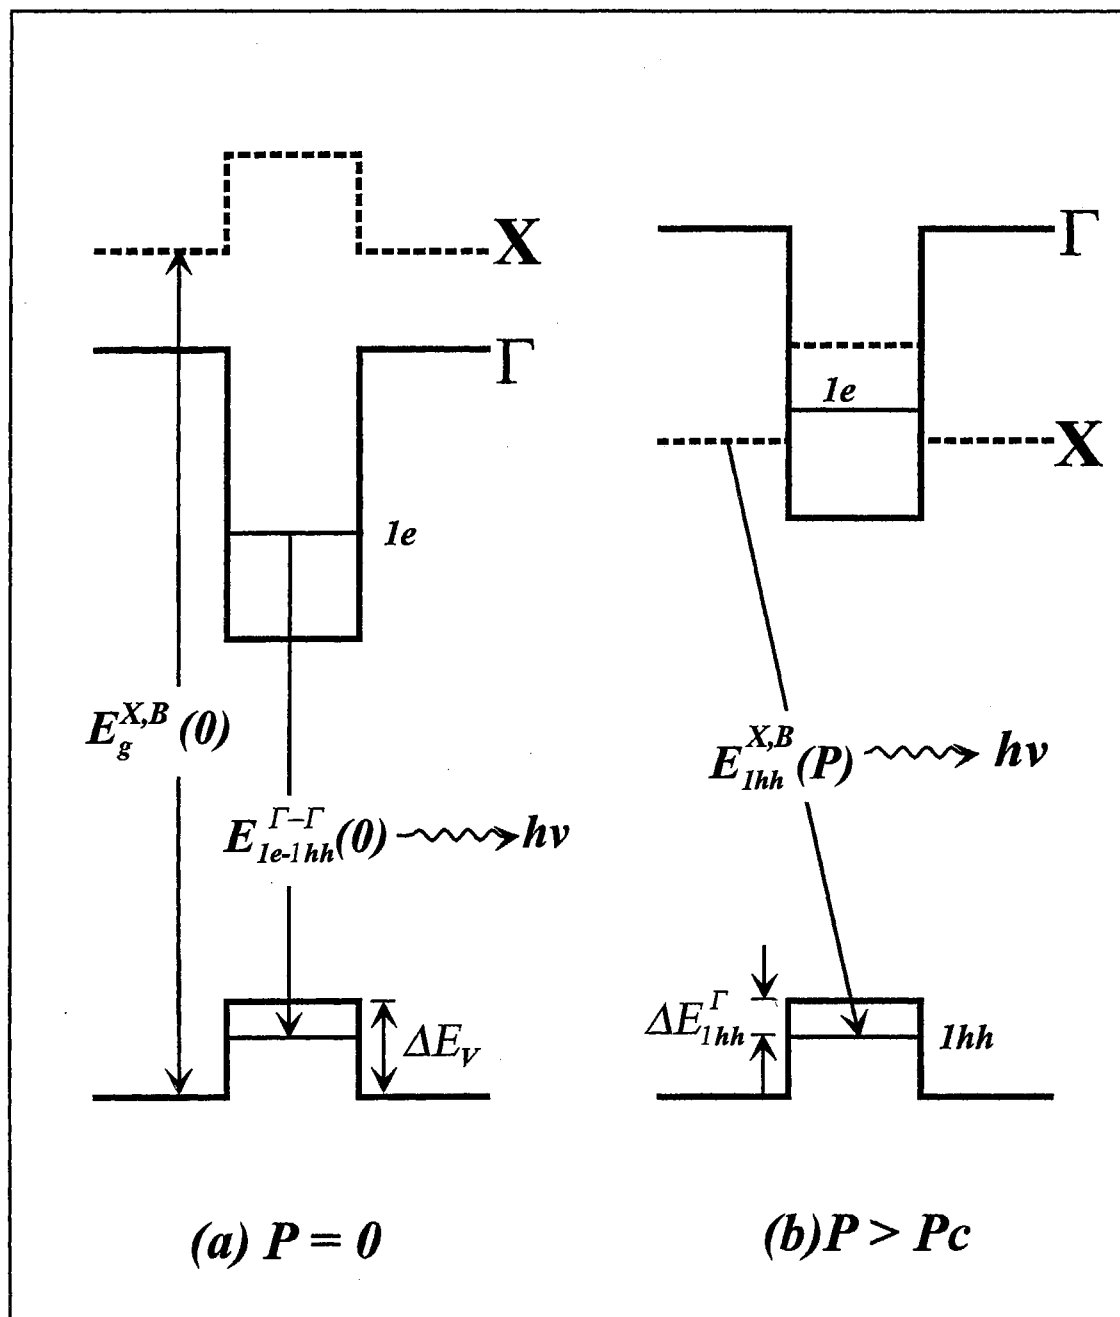 X
Γ
1e
E_g^{X,B}(0)
E_{1e-1hh}^{Γ-Γ}(0)
hν
ΔE_V
(a) P = 0
Γ
1e
X
E_{1hh}^{X,B}(P)
hν
ΔE_{1hh}^{Γ}
1hh
(b)P > Pc